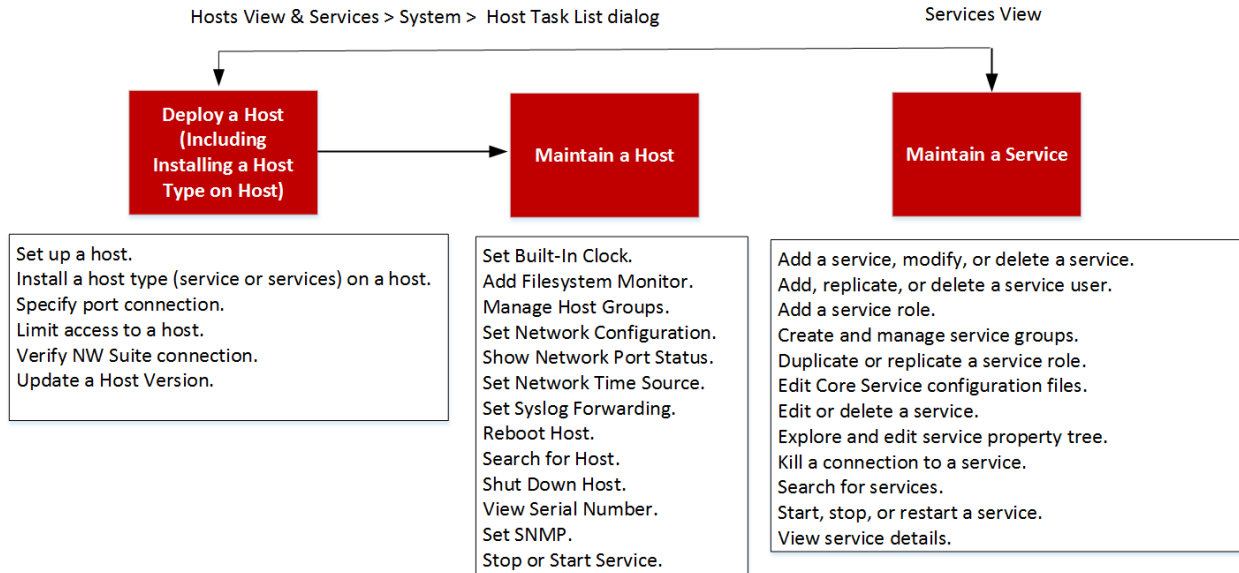 Hosts View & Services > System > Host Task List dialog
Services View
Deploy a Host
(Including
Installing a Host
Type on Host)
Maintain a Host
Maintain a Service
Set up a host.
Install a host type (service or services) on a host.
Specify port connection.
Limit access to a host.
Verify NW Suite connection.
Update a Host Version.
Set Built-In Clock.
Add Filesystem Monitor.
Manage Host Groups.
Set Network Configuration.
Show Network Port Status.
Set Network Time Source.
Set Syslog Forwarding.
Reboot Host.
Search for Host.
Shut Down Host.
View Serial Number.
Set SNMP.
Stop or Start Service.
Add a service, modify, or delete a service.
Add, replicate, or delete a service user.
Add a service role.
Create and manage service groups.
Duplicate or replicate a service role.
Edit Core Service configuration files.
Edit or delete a service.
Explore and edit service property tree.
Kill a connection to a service.
Search for services.
Start, stop, or restart a service.
View service details.